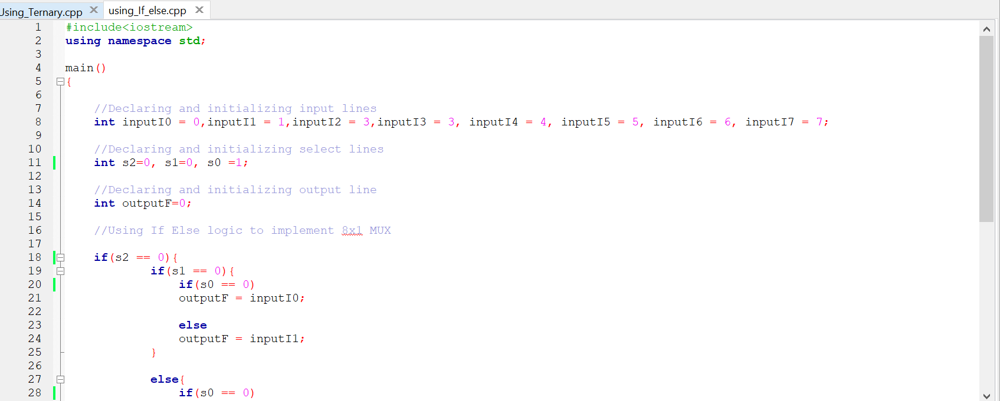 Using_Ternary.cpp using_If_else.cpp
1 #include<iostream>
2 using namespace std;
3
4 main()
5 {
6
7 //Declaring and initializing input lines
8 int inputI0 = 0,inputI1 = 1,inputI2 = 3,inputI3 = 3, inputI4 = 4, inputI5 = 5, inputI6 = 6, inputI7 = 7;
9
10 //Declaring and initializing select lines
11 int s2=0, s1=0, s0 =1;
12
13 //Declaring and initializing output line
14 int outputF=0;
15
16 //Using If Else logic to implement 8x1 MUX
17
18 if(s2 == 0){
19 if(s1 == 0){
20 if(s0 == 0)
21 outputF = inputI0;
22
23 else
24 outputF = inputI1;
25 }
26
27 else{
28 if(s0 == 0)